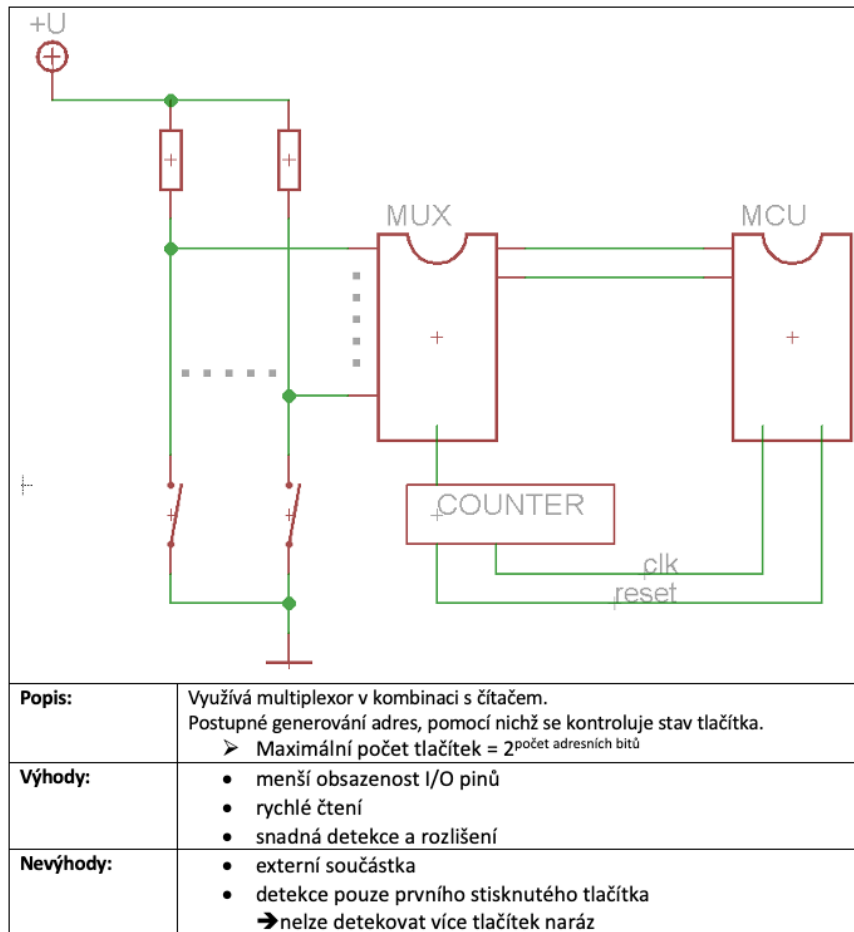 +U
MUX
MCU
COUNTER
clk
reset
Popis:
Využívá multiplexor v kombinaci s čítačem.
Postupné generování adres, pomocí nichž se kontroluje stav tlačítka.
➢ Maximální počet tlačítek = 2^počet adresních bitů
Výhody:
• menší obsazenost I/O pinů
• rychlé čtení
• snadná detekce a rozlišení
Nevýhody:
• externí součástka
• detekce pouze prvního stisknutého tlačítka
➔nelze detekovat více tlačítek naráz